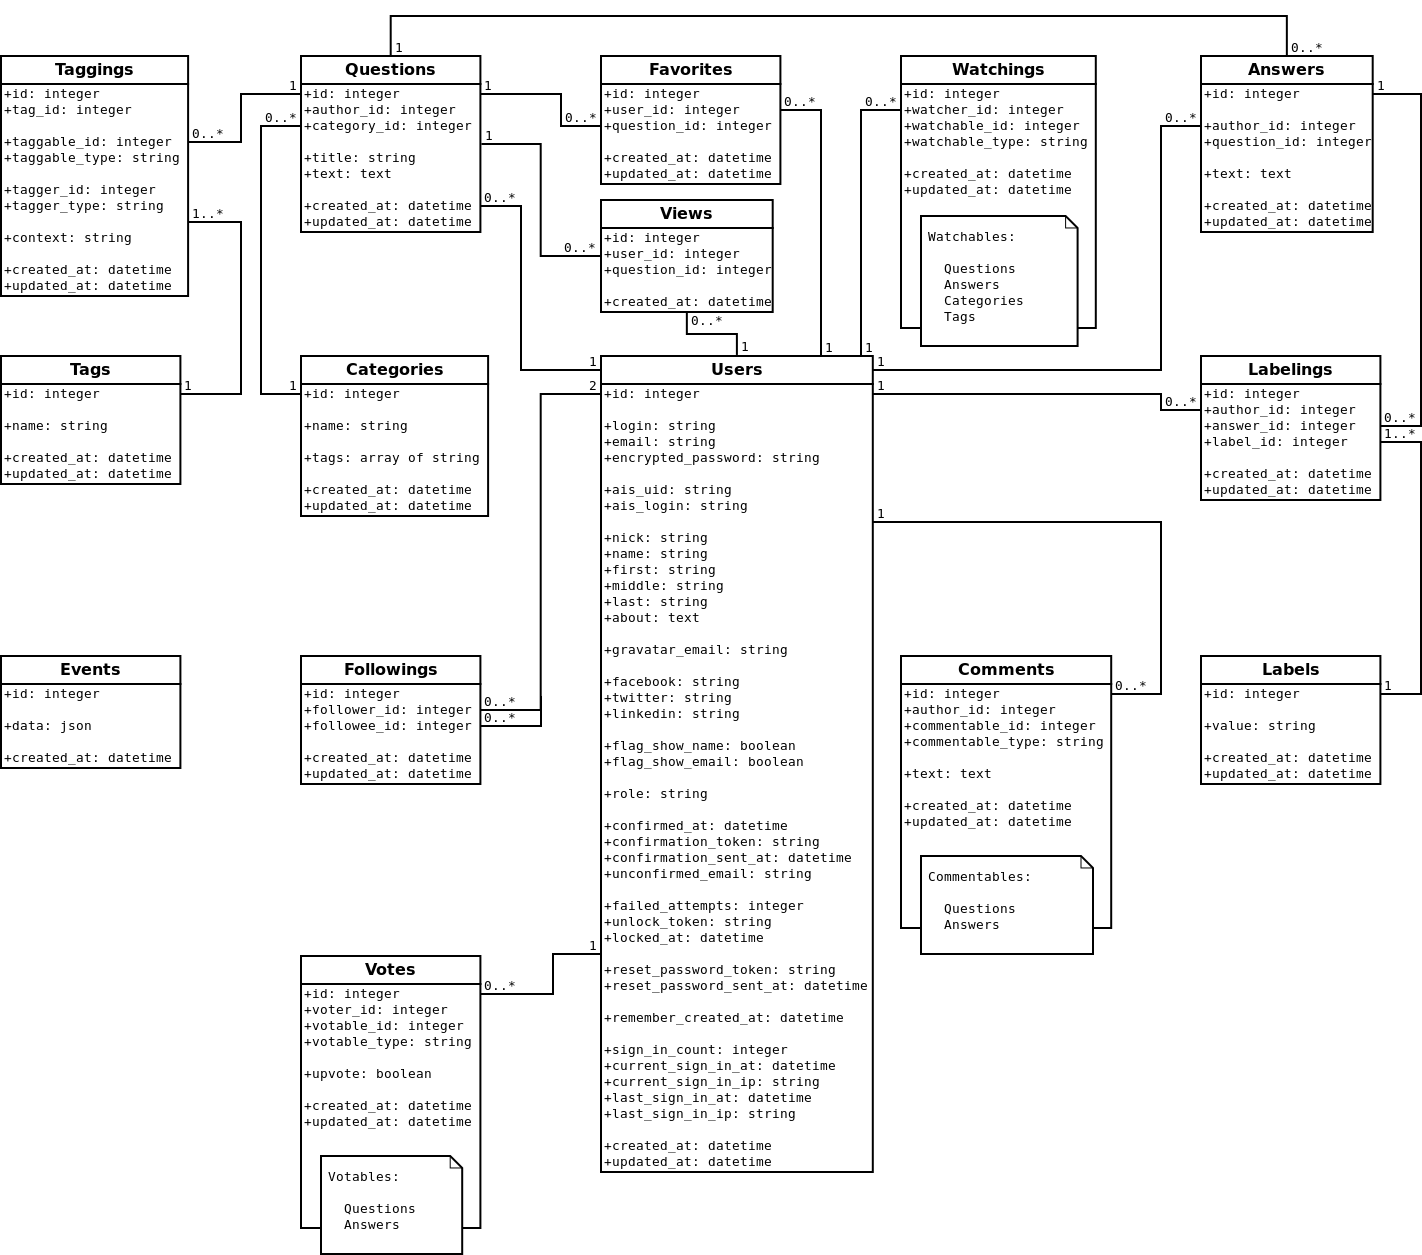 1
0..*
Taggings
+id: integer
+tag_id: integer
+taggable_id: integer
+taggable_type: string
+tagger_id: integer
+tagger_type: string
+context: string
+created_at: datetime
+updated_at: datetime
0..*
1..*
1
0..*
Questions
+id: integer
+author_id: integer
+category_id: integer
+title: string
+text: text
+created_at: datetime
+updated_at: datetime
1
1
0..*
0..*
Favorites
+id: integer
+user_id: integer
+question_id: integer
+created_at: datetime
+updated_at: datetime
0..*
0..*
Views
+id: integer
+user_id: integer
+question_id: integer
+created_at: datetime
0..*
1
1
1
0..*
Watchings
+id: integer
+watcher_id: integer
+watchable_id: integer
+watchable_type: string
+created_at: datetime
+updated_at: datetime
Watchables:
Questions
Answers
Categories
Tags
0..*
Answers
+id: integer
+author_id: integer
+question_id: integer
+text: text
+created_at: datetime
+updated_at: datetime
1
Tags
+id: integer
+name: string
+created_at: datetime
+updated_at: datetime
1
1
Categories
+id: integer
+name: string
+tags: array of string
+created_at: datetime
+updated_at: datetime
1
2
Users
+id: integer
+login: string
+email: string
+encrypted_password: string
+ais_uid: string
+ais_login: string
+nick: string
+name: string
+first: string
+middle: string
+last: string
+about: text
+gravatar_email: string
+facebook: string
+twitter: string
+linkedin: string
+flag_show_name: boolean
+flag_show_email: boolean
+role: string
+confirmed_at: datetime
+confirmation_token: string
+confirmation_sent_at: datetime
+unconfirmed_email: string
+failed_attempts: integer
+unlock_token: string
+locked_at: datetime
+reset_password_token: string
+reset_password_sent_at: datetime
+remember_created_at: datetime
+sign_in_count: integer
+current_sign_in_at: datetime
+current_sign_in_ip: string
+last_sign_in_at: datetime
+last_sign_in_ip: string
+created_at: datetime
+updated_at: datetime
1
1
1
1
0..*
Labelings
+id: integer
+author_id: integer
+answer_id: integer
+label_id: integer
+created_at: datetime
+updated_at: datetime
0..*
1..*
Events
+id: integer
+data: json
+created_at: datetime
Followings
+id: integer
+follower_id: integer
+followee_id: integer
+created_at: datetime
+updated_at: datetime
0..*
0..*
Comments
+id: integer
+author_id: integer
+commentable_id: integer
+commentable_type: string
+text: text
+created_at: datetime
+updated_at: datetime
0..*
Commentables:
Questions
Answers
Labels
+id: integer
+value: string
+created_at: datetime
+updated_at: datetime
1
Votes
+id: integer
+voter_id: integer
+votable_id: integer
+votable_type: string
+upvote: boolean
+created_at: datetime
+updated_at: datetime
0..*
Votables:
Questions
Answers